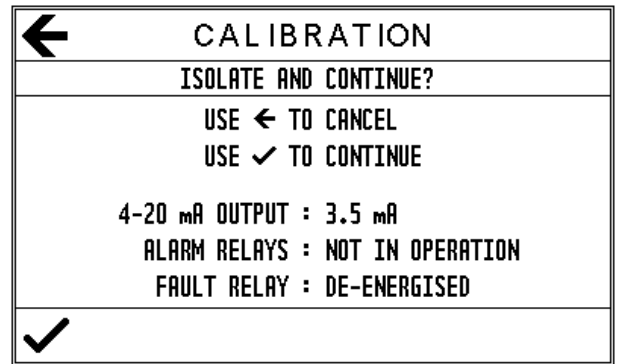 CALIBRATION
ISOLATE AND CONTINUE?
USE ← TO CANCEL
USE ✓ TO CONTINUE
4-20 mA OUTPUT : 3.5 mA
ALARM RELAYS : NOT IN OPERATION
FAULT RELAY : DE-ENERGISED